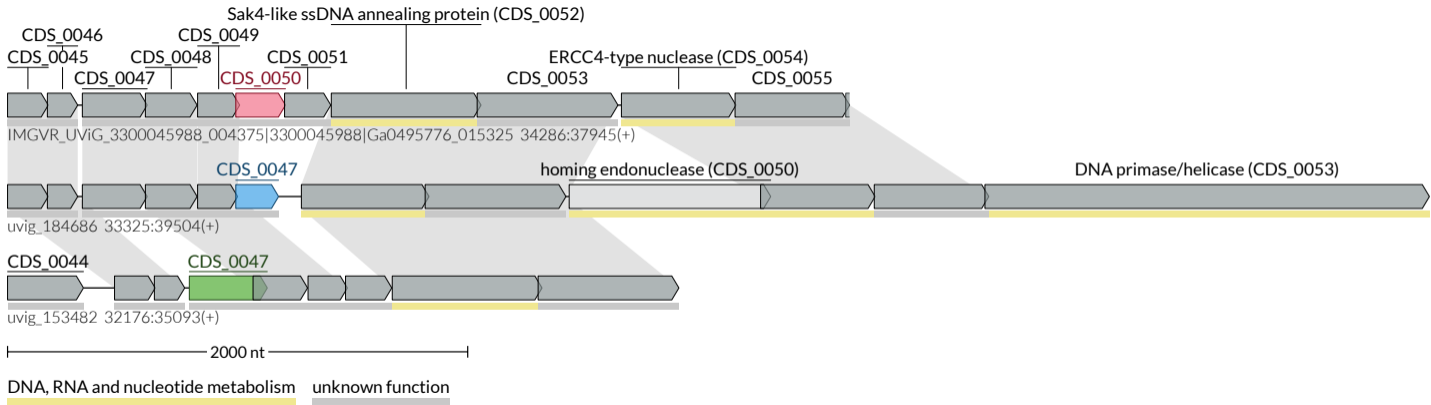 Sak4-like ssDNA annealing protein (CDS_0052)
CDS_0046 CDS_0049
CDS_0045 CDS_0048 CDS_0051 ERCC4-type nuclease (CDS_0054)
CDS_0047 CDS_0050 CDS_0053 CDS_0055
IMGVR_UViG_3300045988_004375|3300045988|Ga0495776_015325 34286:37945(+)
CDS_0047 homing endonuclease (CDS_0050) DNA primase/helicase (CDS_0053)
uvig_184686 33325:39504(+)
CDS_0044 CDS_0047
uvig_153482 32176:35093(+)
2000 nt
DNA, RNA and nucleotide metabolism unknown function